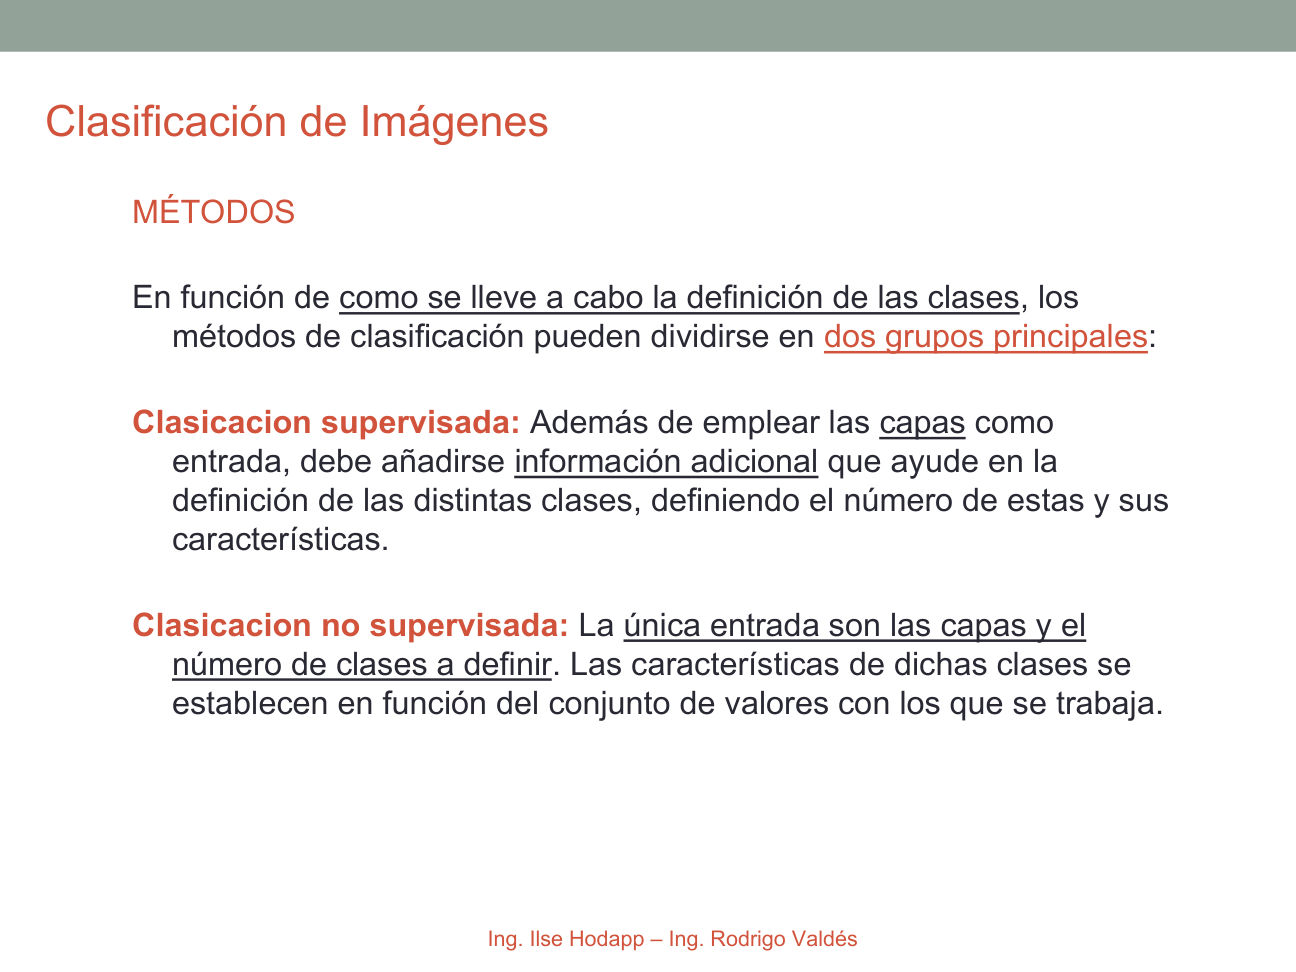 Clasificación de Imágenes
MÉTODOS
En función de como se lleve a cabo la definición de las clases, los
métodos de clasificación pueden dividirse en dos grupos principales:
Clasicacion supervisada: Además de emplear las capas como
entrada, debe añadirse información adicional que ayude en la
definición de las distintas clases, definiendo el número de estas y sus
características.
Clasicacion no supervisada: La única entrada son las capas y el
número de clases a definir. Las características de dichas clases se
establecen en función del conjunto de valores con los que se trabaja.
Ing. Ilse Hodapp – Ing. Rodrigo Valdés